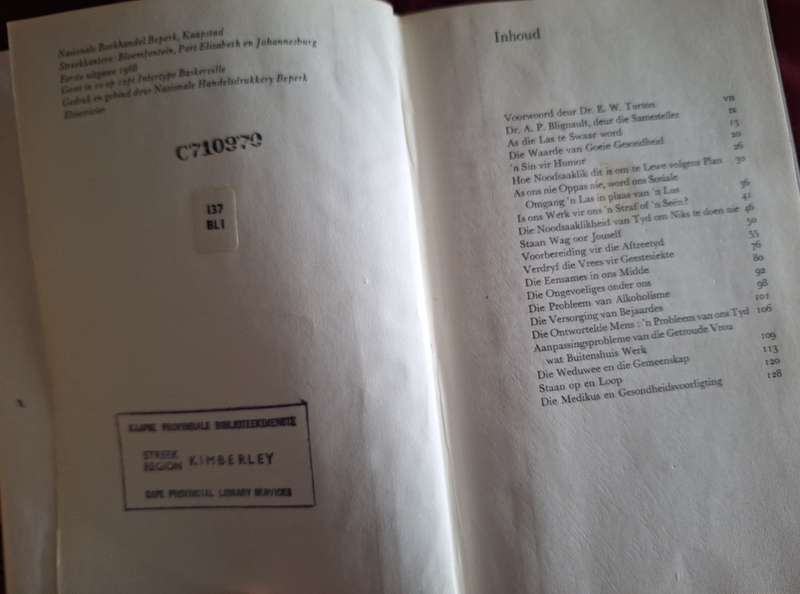 Nasionale Boekhandel Beperk, Kaapstad
Streekkantore: Bloemfontein, Port Elizabeth en Johannesburg
Eerste uitgawe 1968
Geset in 10 op 12pt Intertype Baskerville
Gedruk en gebind deur Nasionale Handelsdrukkery Beperk
Elsiesrivier
C710970
137
BLI
KAAPSE PROVINSIALE BIBLIOTEEKDIENSTE
STREEK
REGION KIMBERLEY
CAPE PROVINCIAL LIBRARY SERVICES
Inhoud
Voorwoord deur Dr. E. W. Turton vii
Dr. A. P. Blignault, deur die Samesteller ix
As die Las te Swaar word 13
Die Waarde van Goeie Gesondheid 20
'n Sin vir Humor 26
Hoe Noodsaaklik dit is om te Lewe volgens Plan 30
As ons nie Oppas nie, word ons Sosiale
Omgang 'n Las in plaas van 'n Lus 36
Is ons Werk vir ons 'n Straf of 'n Seën? 41
Die Noodsaaklikheid van Tyd om Niks te doen nie 46
Staan Wag oor Jouself 50
Voorbereiding vir die Aftreetyd 55
Verdryf die Vrees vir Geestesiekte 76
Die Eensames in ons Midde 80
Die Ongevoeliges onder ons 92
Die Probleem van Alkoholisme 98
Die Versorging van Bejaardes 101
Die Ontwortelde Mens: 'n Probleem van ons Tyd 106
Aanpassingsprobleme van die Getroude Vrou
wat Buitenshuis Werk 109
Die Weduwee en die Gemeenskap 113
Staan op en Loop 120
Die Medikus en Gesondheidsvoorligting 128